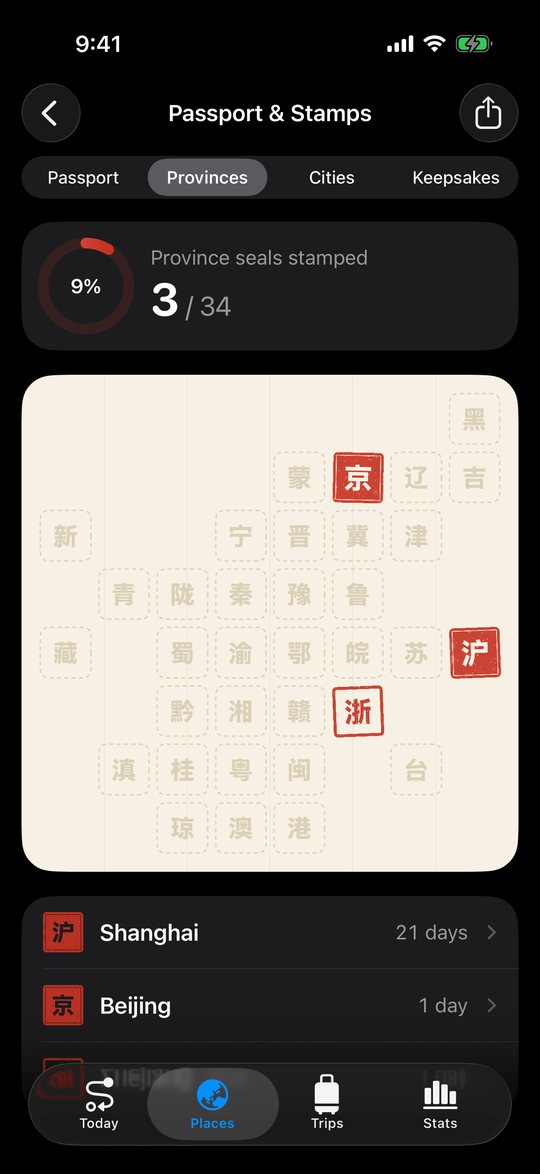 9:41
Passport & Stamps
Passport Provinces Cities Keepsakes
Province seals stamped
9%
3 / 34
黑
蒙 京 辽 吉
新 宁 晋 冀 津
青 陇 秦 豫 鲁
藏 蜀 渝 鄂 皖 苏 沪
黔 湘 赣 浙
滇 桂 粤 闽 台
琼 澳 港
沪 Shanghai 21 days
京 Beijing 1 day
Zhejiang
Today Places Trips Stats